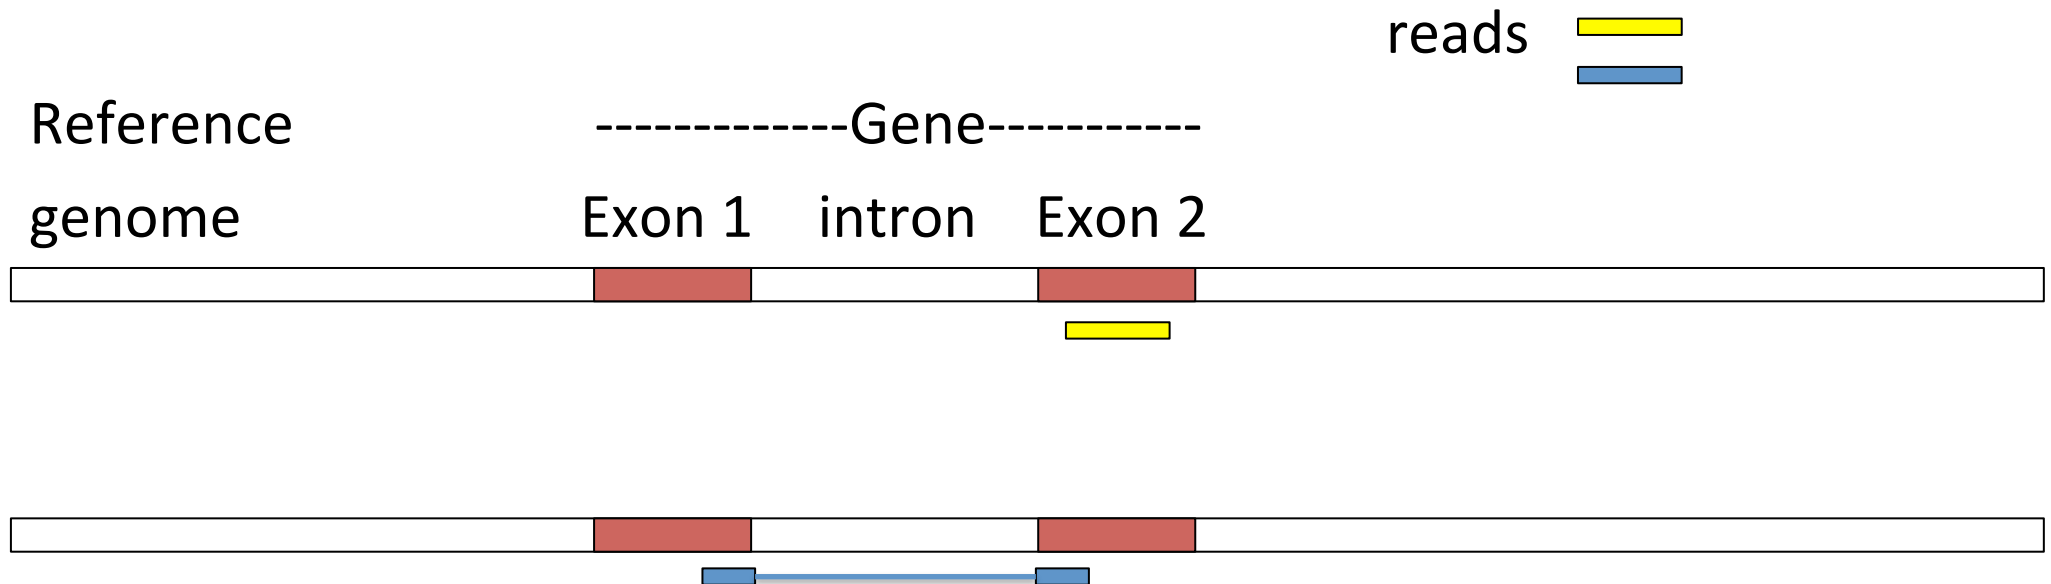 reads
Reference -------------Gene-----------
genome Exon 1 intron Exon 2